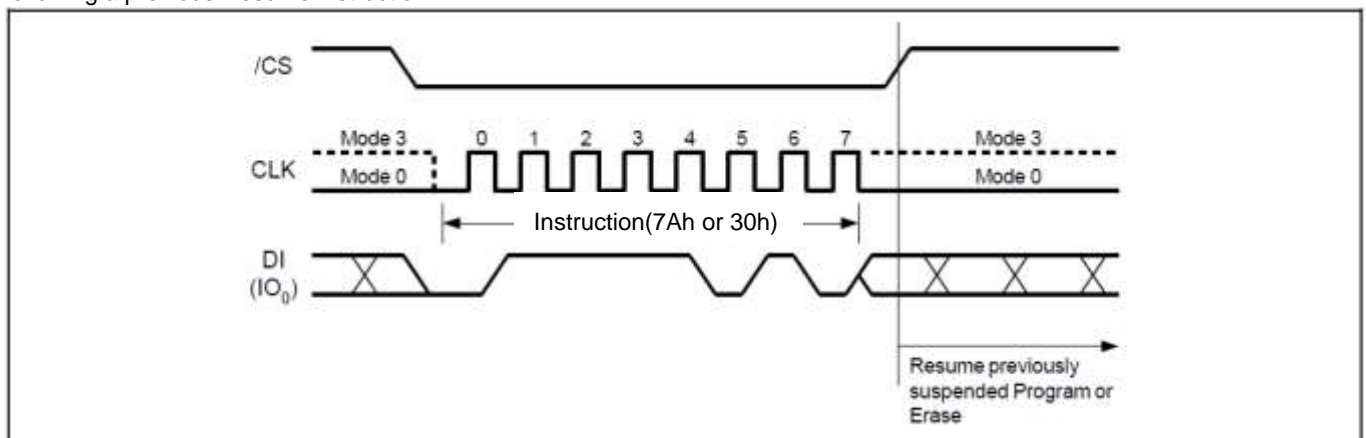 /CS
Mode 3 0 1 2 3 4 5 6 7 Mode 3
CLK
Mode 0 Mode 0
Instruction(7Ah or 30h)
DI
(IO₀)
Resume previously
suspended Program or
Erase